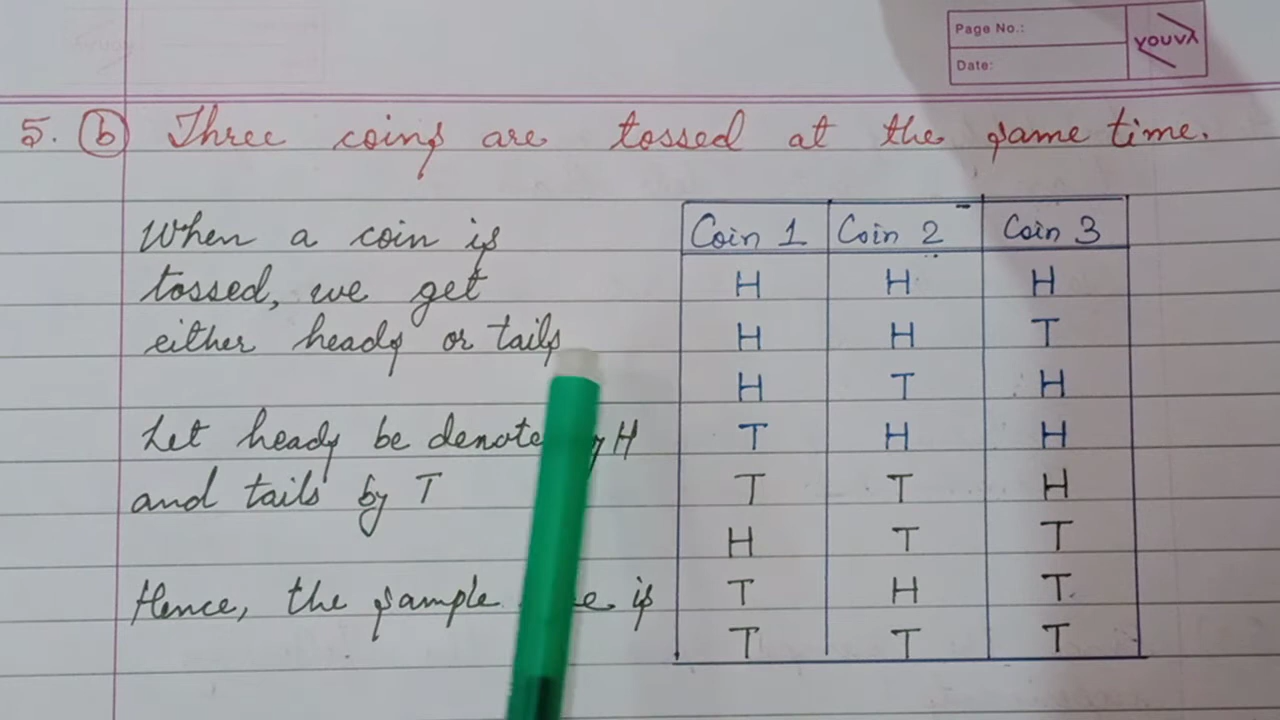 Page No.:
Date:
YOUVA
5. (b) Three coins are tossed at the same time.
When a coin is
tossed, we get
either heads or tails
Let heads be denote H
and tails by T
Hence, the sample is
Coin 1 Coin 2 Coin 3
H H H
H H T
H T H
T H H
T T H
H T T
T H T
T T T